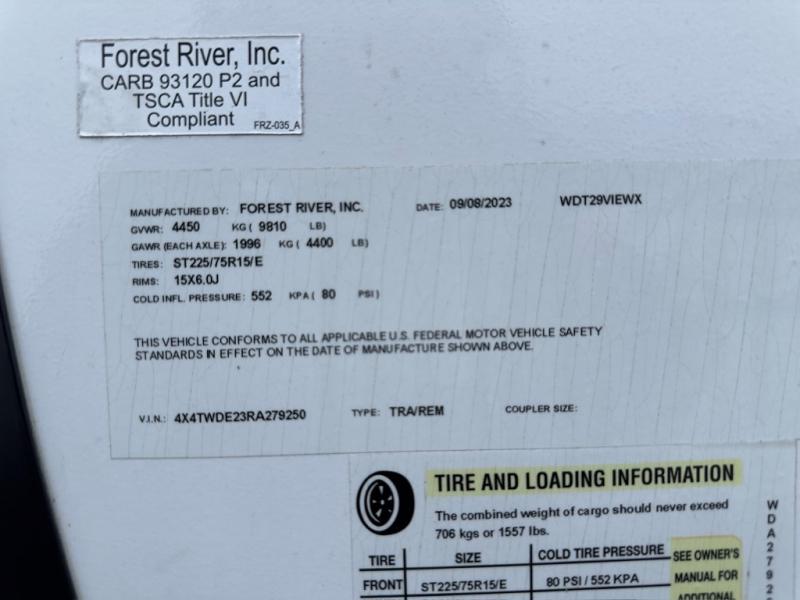 Forest River, Inc.
CARB 93120 P2 and
TSCA Title VI
Compliant
FRZ-035_A
MANUFACTURED BY: FOREST RIVER, INC. DATE: 09/08/2023 WDT29VIEWX
GVWR: 4450 KG ( 9810 LB)
GAWR (EACH AXLE): 1996 KG ( 4400 LB)
TIRES: ST225/75R15/E
RIMS: 15X6.0J
COLD INFL. PRESSURE: 552 KPA ( 80 PSI)
THIS VEHICLE CONFORMS TO ALL APPLICABLE U.S. FEDERAL MOTOR VEHICLE SAFETY
STANDARDS IN EFFECT ON THE DATE OF MANUFACTURE SHOWN ABOVE.
V.I.N.: 4X4TWDE23RA279250 TYPE: TRA/REM COUPLER SIZE:
TIRE AND LOADING INFORMATION
The combined weight of cargo should never exceed
706 kgs or 1557 lbs.
TIRE SIZE COLD TIRE PRESSURE SEE OWNER'S
FRONT ST225/75R15/E 80 PSI / 552 KPA MANUAL FOR
ADDITIONAL
WDA2792